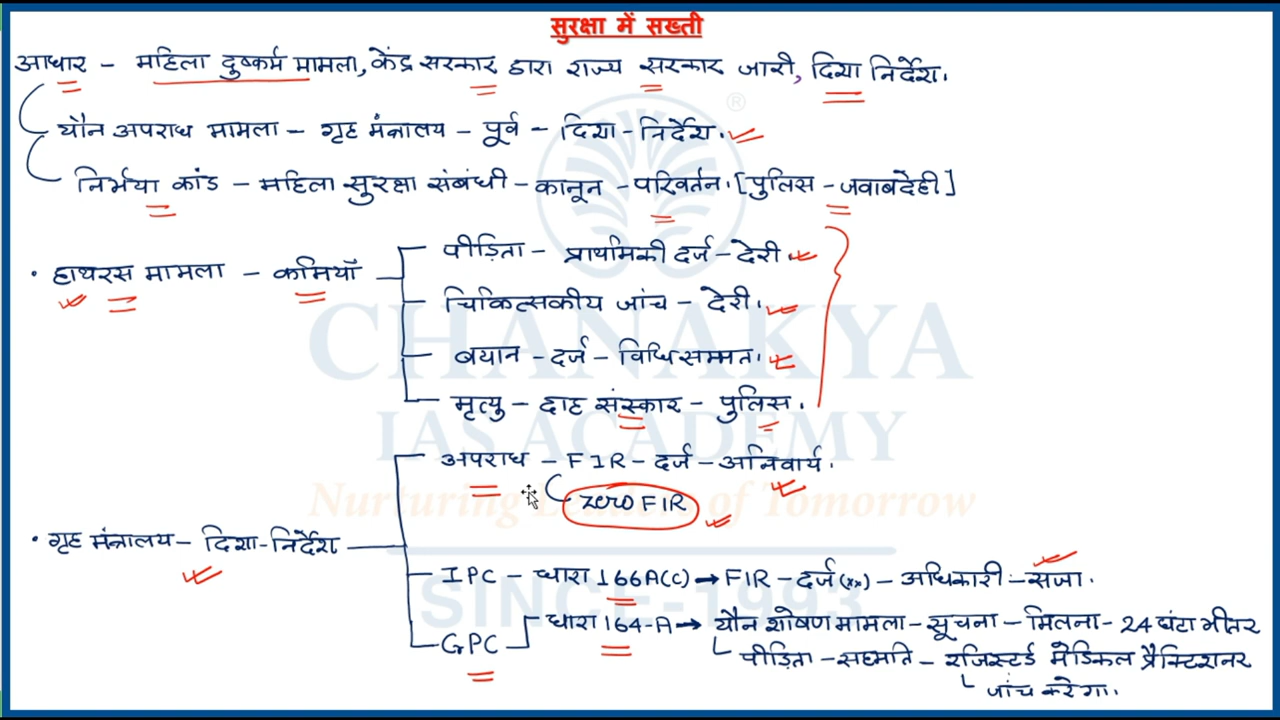 सुरक्षा में सख्ती
आधार - महिला दुष्कर्म मामला, केंद्र सरकार द्वारा राज्य सरकार जारी, दिशा निर्देश.
यौन अपराध मामला - गृह मंत्रालय - पूर्व - दिशा - निर्देश.
निर्भया कांड - महिला सुरक्षा संबंधी - कानून - परिवर्तन. [पुलिस - जवाबदेही]
• हाथरस मामला - कमियाँ
पीड़िता - प्राथमिकी दर्ज - देरी.
चिकित्सकीय जांच - देरी.
बयान - दर्ज - विधिसम्मत.
मृत्यु - दाह संस्कार - पुलिस.
CHANAKYA
IAS ACADEMY
Nurturing Leaders of Tomorrow
SINCE-1993
®
• गृह मंत्रालय - दिशा-निर्देश
अपराध - FIR - दर्ज - अनिवार्य.
zero FIR
IPC - धारा 166A(c) → FIR - दर्ज (xx) - अधिकारी - सजा.
GPC - धारा 164-A → यौन शोषण मामला - सूचना - मिलना - 24 घंटा भीतर
पीड़िता - सहमति - रजिस्टर्ड मेडिकल प्रैक्टिशनर
जांच करेगा.